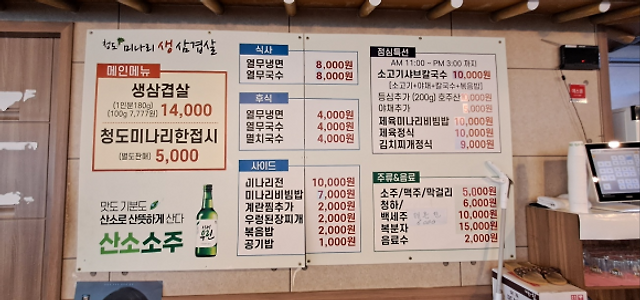 청도 미나리 생 삼겹살
메인메뉴
생삼겹살
(1인분180g)
(100g 7,777원)
14,000
청도미나리한접시
(별도판매) 5,000
맛도 기분도
산소로 산뜻하게 산다
산소소주
식사
열무냉면 8,000원
열무국수 8,000원
후식
열무냉면 4,000원
열무국수 4,000원
멸치국수 4,000원
사이드
미나리전 10,000원
미나리비빔밥 7,000원
계란찜추가 2,000원
우렁된장찌개 2,000원
볶음밥 2,000원
공기밥 1,000원
점심특선
AM 11:00 ~ PM 3:00 까지
소고기샤브칼국수 10,000원
[소고기+야채+칼국수+볶음밥]
등심추가 (200g) 호주산
야채추가
제육미나리비빔밥 10,000원
제육정식 10,000원
김치찌개정식 9,000원
주류&음료
소주/맥주/막걸리 5,000원
청하/ 6,000원
백세주 10,000원
복분자 15,000원
음료수 2,000원